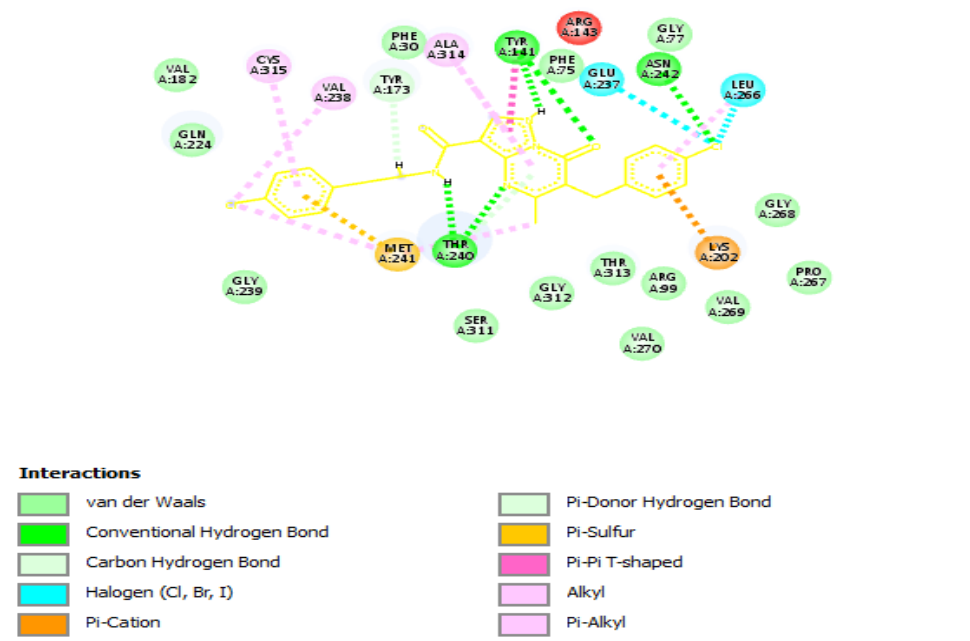 ARG
A:143
GLY
A:77
PHE
A:30
ALA
A:314
TYR
A:141
PHE
A:75
ASN
A:242
VAL
A:182
CYS
A:315
VAL
A:238
TYR
A:173
GLU
A:237
LEU
A:266
GLN
A:224
H
H
H
GLY
A:268
MET
A:241
THR
A:240
LYS
A:202
GLY
A:239
GLY
A:312
THR
A:313
ARG
A:99
PRO
A:267
VAL
A:269
SER
A:311
VAL
A:270
Interactions
van der Waals
Conventional Hydrogen Bond
Carbon Hydrogen Bond
Halogen (Cl, Br, I)
Pi-Cation
Pi-Donor Hydrogen Bond
Pi-Sulfur
Pi-Pi T-shaped
Alkyl
Pi-Alkyl